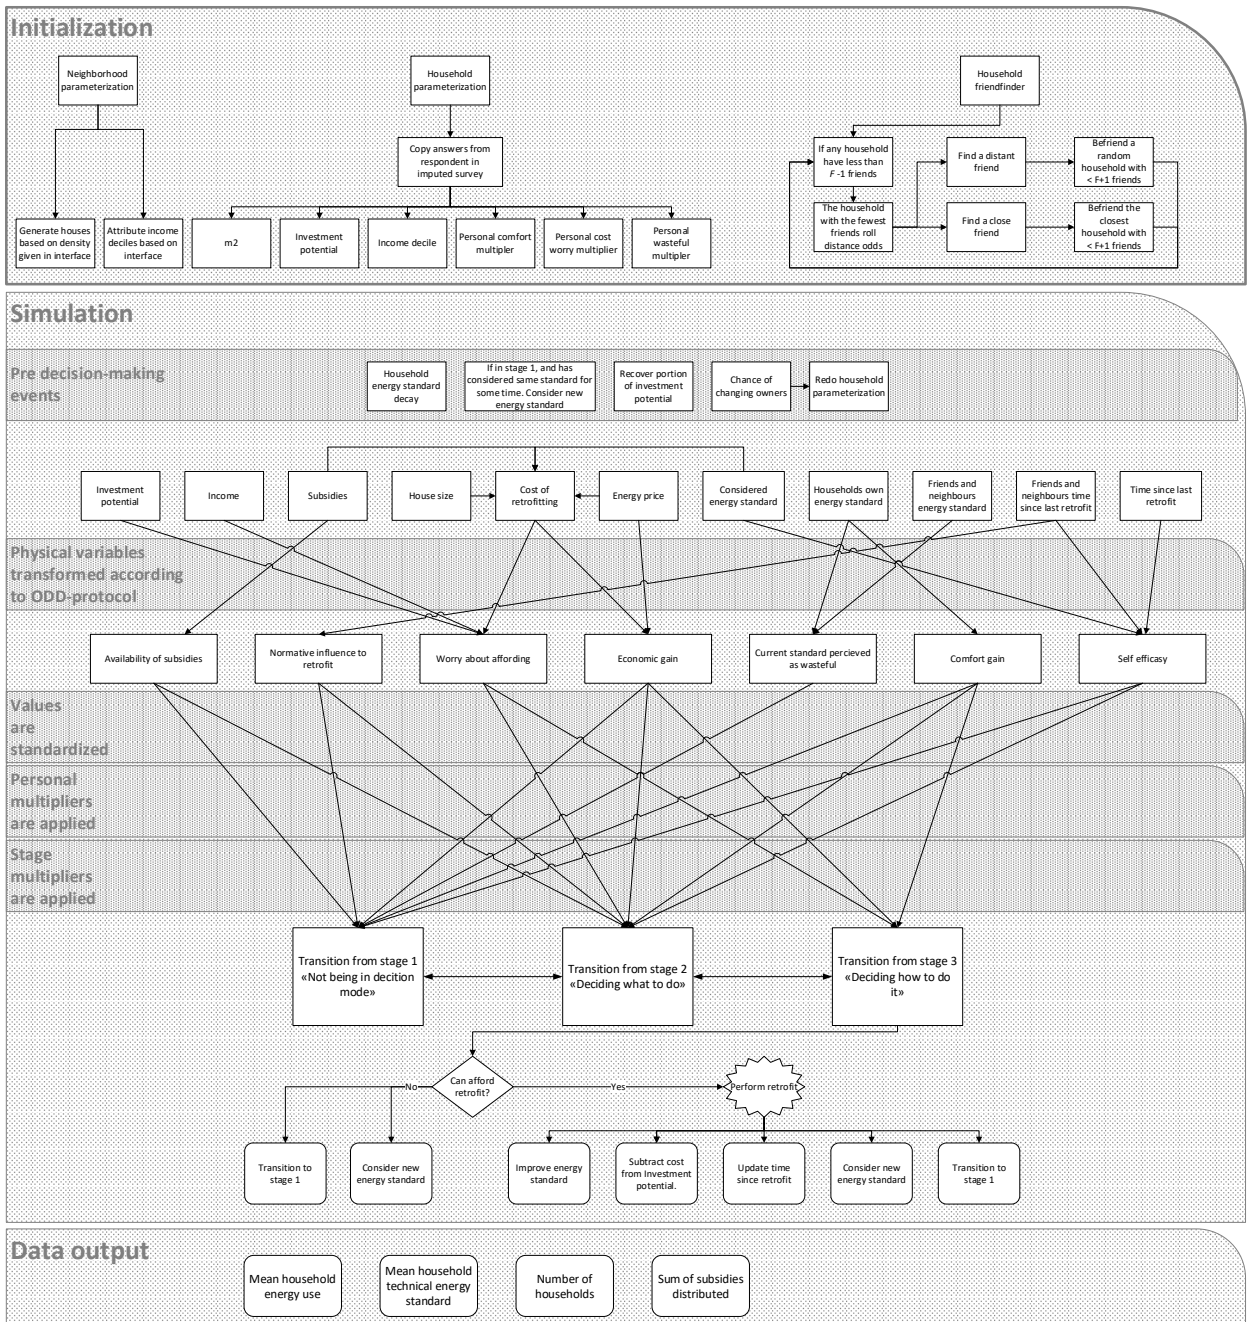 Initialization
Neighborhood
parameterization
Household
parameterization
Household
friendfinder
Copy answers from
respondent in
imputed survey
If any household
have less than
F -1 friends
Find a distant
friend
Befriend a
random
household with
< F+1 friends
Generate houses
based on density
given in interface
Attribute income
deciles based on
interface
m2
Investment
potential
Income decile
Personal comfort
multipler
Personal cost
worry multiplier
Personal
wasteful
multipler
The household
with the fewest
friends roll
distance odds
Find a close
friend
Befriend the
closest
household with
< F+1 friends
Simulation
Pre decision-making
events
Household
energy standard
decay
If in stage 1, and has
considered same standard for
some time. Consider new
energy standard
Recover portion
of investment
potential
Chance of
changing owners
Redo household
parameterization
Investment
potential
Income
Subsidies
House size
Cost of
retrofitting
Energy price
Considered
energy standard
Households own
energy standard
Friends and
neighbours
energy standard
Friends and
neighbours time
since last retrofit
Time since last
retrofit
Physical variables
transformed according
to ODD-protocol
Availability of subsidies
Normative influence to
retrofit
Worry about affording
Economic gain
Current standard percieved
as wasteful
Comfort gain
Self efficasy
Values
are
standardized
Personal
multipliers
are applied
Stage
multipliers
are applied
Transition from stage 1
«Not being in decition
mode»
Transition from stage 2
«Deciding what to do»
Transition from stage 3
«Deciding how to do
it»
Can afford
retrofit?
No
Yes
Perform retrofit
Transition to
stage 1
Consider new
energy standard
Improve energy
standard
Subtract cost
from Investment
potential.
Update time
since retrofit
Consider new
energy standard
Transition to
stage 1
Data output
Mean household
energy use
Mean household
technical energy
standard
Number of
households
Sum of subsidies
distributed